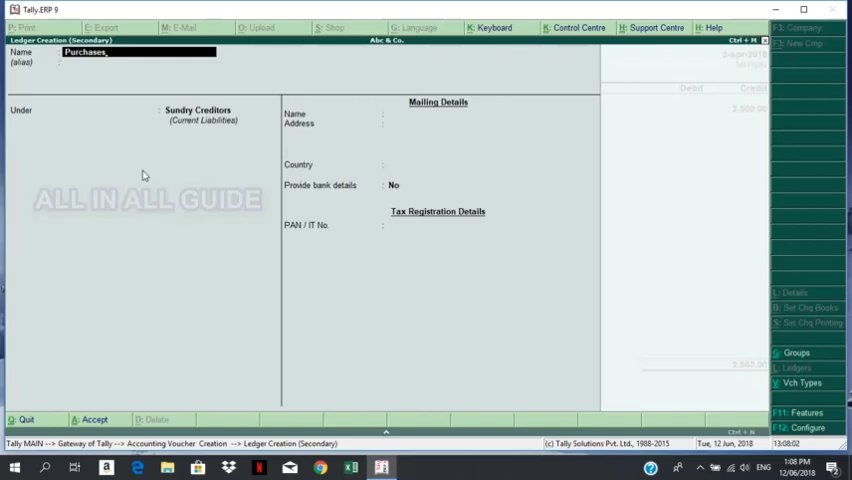 Tally.ERP 9
P: Print E: Export M: E-Mail O: Upload S: Shop G: Language K: Keyboard K: Control Centre H: Support Centre H: Help
F1: Company
Ledger Creation (Secondary) Abc & Co. Ctrl + M
F3: New Cmp
Name : Purchases
(alias) :
Debit Credit
Mailing Details
Under : Sundry Creditors
(Current Liabilities)
Name :
Address :
Country :
Provide bank details : No
ALL IN ALL GUIDE
Tax Registration Details
PAN / IT No. :
L: Details
B: Set Chq Books
S: Set Chq Printing
G: Groups
L: Ledgers
V: Vch Types
F11: Features
F12: Configure
Q: Quit A: Accept D: Delete
Ctrl + N
Tally MAIN --> Gateway of Tally --> Accounting Voucher Creation --> Ledger Creation (Secondary) (c) Tally Solutions Pvt. Ltd., 1988-2015 Tue, 12 Jun, 2018 13:08:02
ENG 1:08 PM
12/06/2018 2